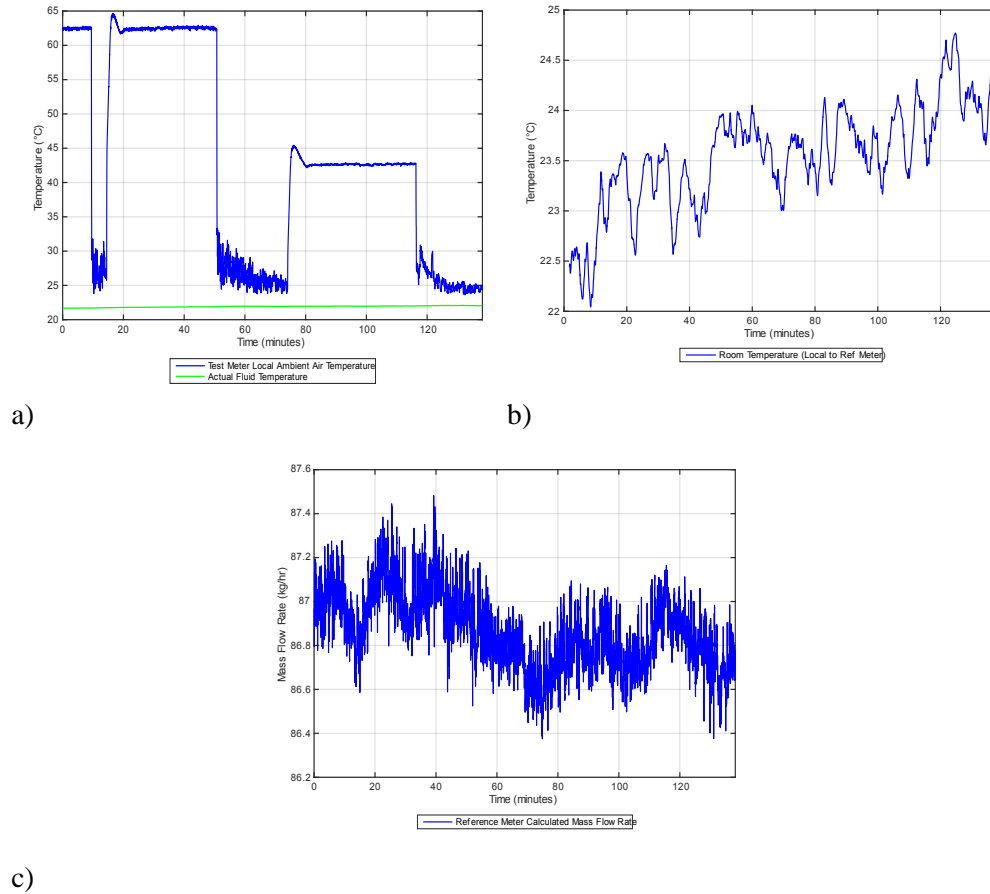 65
60
55
50
45
40
35
30
25
20
Temperature (°C)
0 20 40 60 80 100 120
Time (minutes)
Test Meter Local Ambient Air Temperature
Actual Fluid Temperature
a)
25
24.5
24
23.5
23
22.5
22
Temperature (°C)
0 20 40 60 80 100 120
Time (minutes)
Room Temperature (Local to Ref Meter)
b)
87.6
87.4
87.2
87
86.8
86.6
86.4
86.2
Mass Flow Rate (kg/hr)
0 20 40 60 80 100 120
Time (minutes)
Reference Meter Calculated Mass Flow Rate
c)